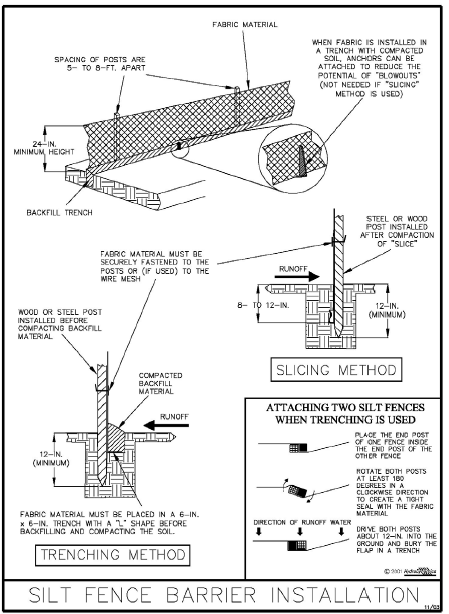 FABRIC MATERIAL
SPACING OF POSTS ARE
5- TO 8-FT. APART
WHEN FABRIC IS INSTALLED IN
A TRENCH WITH COMPACTED
SOIL, ANCHORS CAN BE
ATTACHED TO REDUCE THE
POTENTIAL OF "BLOWOUTS"
(NOT NEEDED IF "SLICING"
METHOD IS USED)
24-IN.
MINIMUM HEIGHT
BACKFILL TRENCH
STEEL OR WOOD
POST INSTALLED
AFTER COMPACTION
OF "SLICE"
FABRIC MATERIAL MUST BE
SECURELY FASTENED TO THE
POSTS OR (IF USED) TO THE
WIRE MESH
RUNOFF
8- TO 12-IN.
12-IN.
(MINIMUM)
SLICING METHOD
WOOD OR STEEL POST
INSTALLED BEFORE
COMPACTING BACKFILL
MATERIAL
COMPACTED
BACKFILL
MATERIAL
RUNOFF
12-IN.
(MINIMUM)
FABRIC MATERIAL MUST BE PLACED IN A 6-IN.
x 6-IN. TRENCH WITH A "L" SHAPE BEFORE
BACKFILLING AND COMPACTING THE SOIL.
TRENCHING METHOD
ATTACHING TWO SILT FENCES
WHEN TRENCHING IS USED
PLACE THE END POST
OF ONE FENCE INSIDE
THE END POST OF THE
OTHER FENCE
ROTATE BOTH POSTS
AT LEAST 180
DEGREES IN A
CLOCKWISE DIRECTION
TO CREATE A TIGHT
SEAL WITH THE FABRIC
MATERIAL
DIRECTION OF RUNOFF WATER
DRIVE BOTH POSTS
ABOUT 12-IN. INTO THE
GROUND AND BURY THE
FLAP IN A TRENCH
© 2001
SILT FENCE BARRIER INSTALLATION
11/03